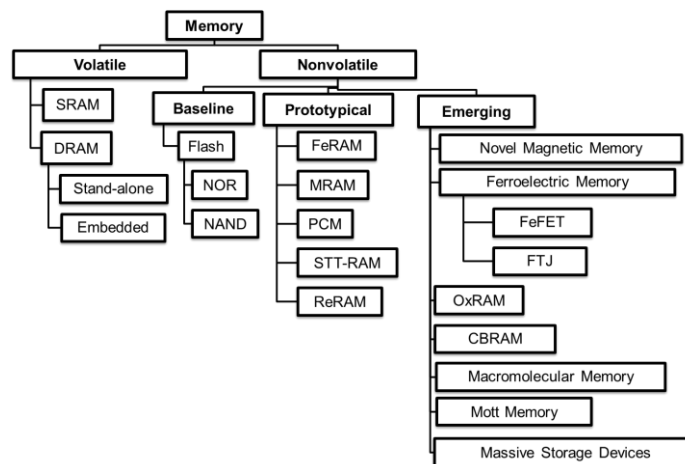 Memory
Volatile
Nonvolatile
SRAM
DRAM
Stand-alone
Embedded
Baseline
Flash
NOR
NAND
Prototypical
FeRAM
MRAM
PCM
STT-RAM
ReRAM
Emerging
Novel Magnetic Memory
Ferroelectric Memory
FeFET
FTJ
OxRAM
CBRAM
Macromolecular Memory
Mott Memory
Massive Storage Devices